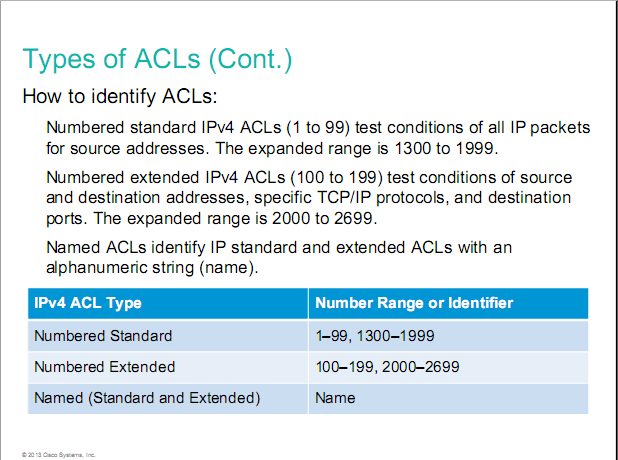 Types of ACLs (Cont.)
How to identify ACLs:
Numbered standard IPv4 ACLs (1 to 99) test conditions of all IP packets
for source addresses. The expanded range is 1300 to 1999.
Numbered extended IPv4 ACLs (100 to 199) test conditions of source
and destination addresses, specific TCP/IP protocols, and destination
ports. The expanded range is 2000 to 2699.
Named ACLs identify IP standard and extended ACLs with an
alphanumeric string (name).
IPv4 ACL Type Number Range or Identifier
Numbered Standard 1–99, 1300–1999
Numbered Extended 100–199, 2000–2699
Named (Standard and Extended) Name
© 2013 Cisco Systems, Inc.